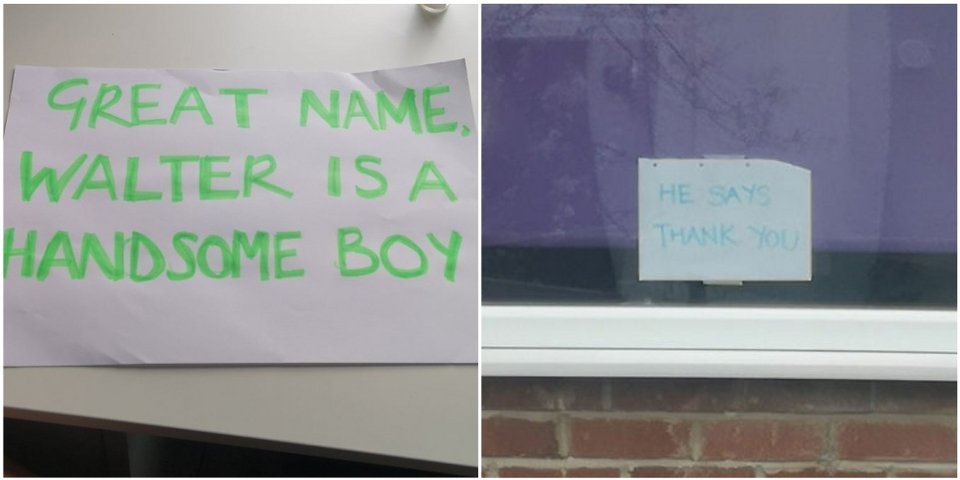 GREAT NAME.
WALTER IS A
HANDSOME BOY
HE SAYS
THANK YOU